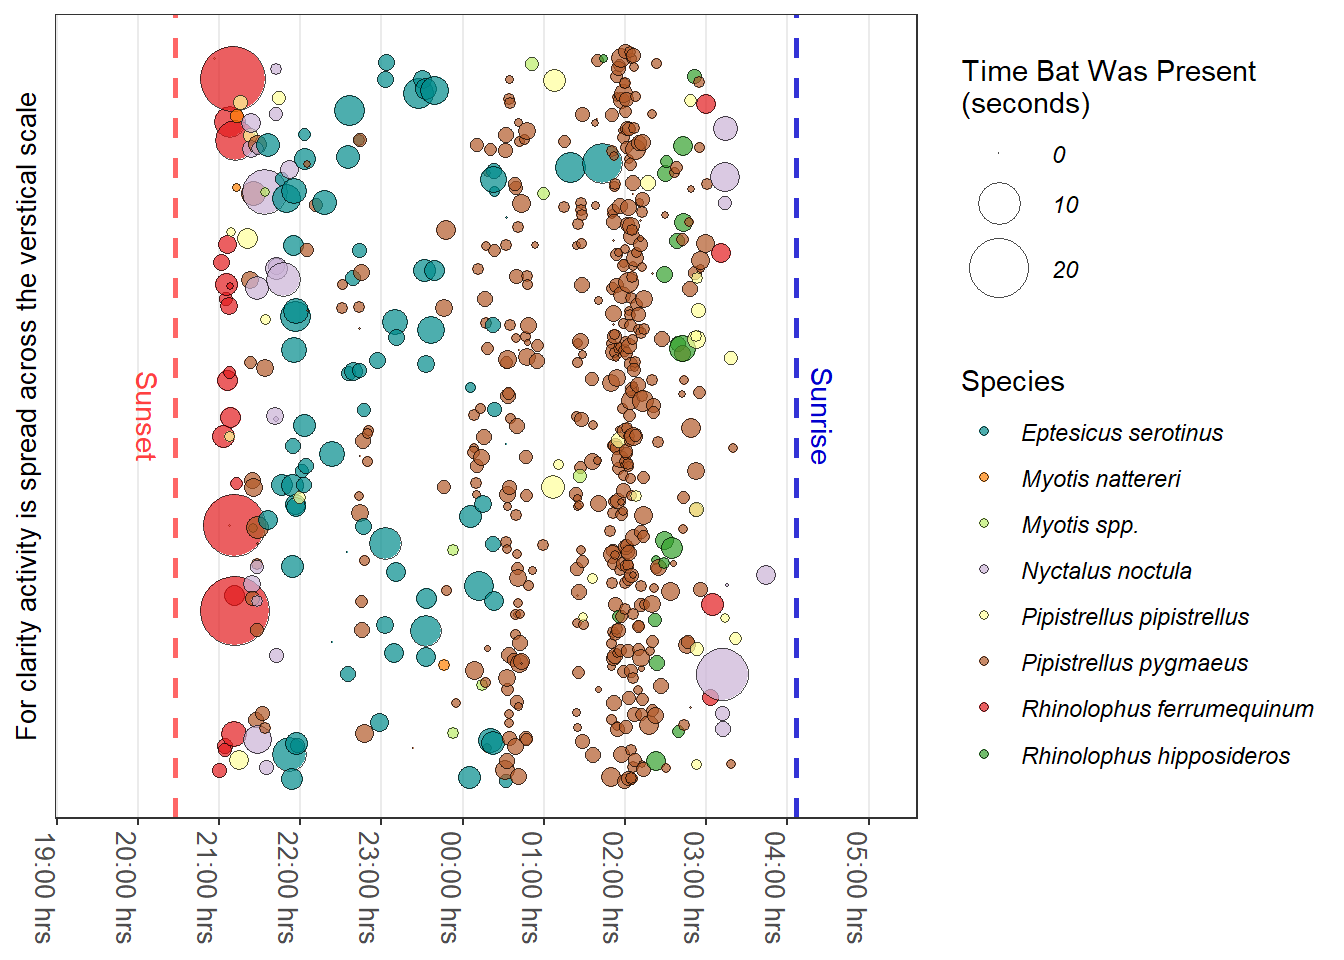 For clarity activity is spread across the verstical scale
Sunset
Sunrise
19:00 hrs
20:00 hrs
21:00 hrs
22:00 hrs
23:00 hrs
00:00 hrs
01:00 hrs
02:00 hrs
03:00 hrs
04:00 hrs
05:00 hrs
Time Bat Was Present
(seconds)
0
10
20
Species
Eptesicus serotinus
Myotis nattereri
Myotis spp.
Nyctalus noctula
Pipistrellus pipistrellus
Pipistrellus pygmaeus
Rhinolophus ferrumequinum
Rhinolophus hipposideros